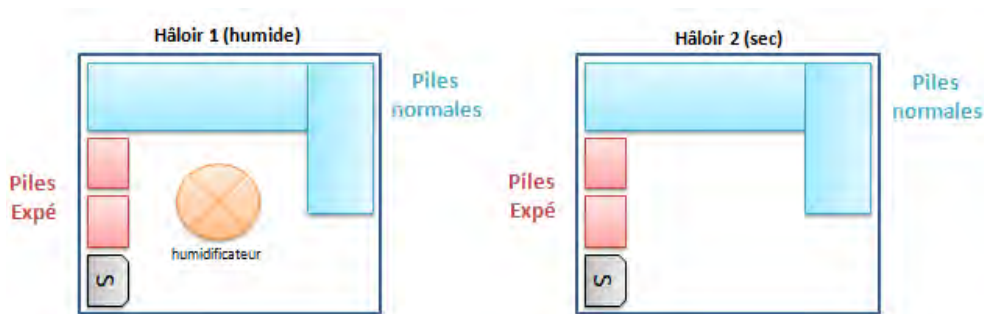 Hâloir 1 (humide)
Piles
normales
Piles
Expé
humidificateur
S
Hâloir 2 (sec)
Piles
normales
Piles
Expé
S